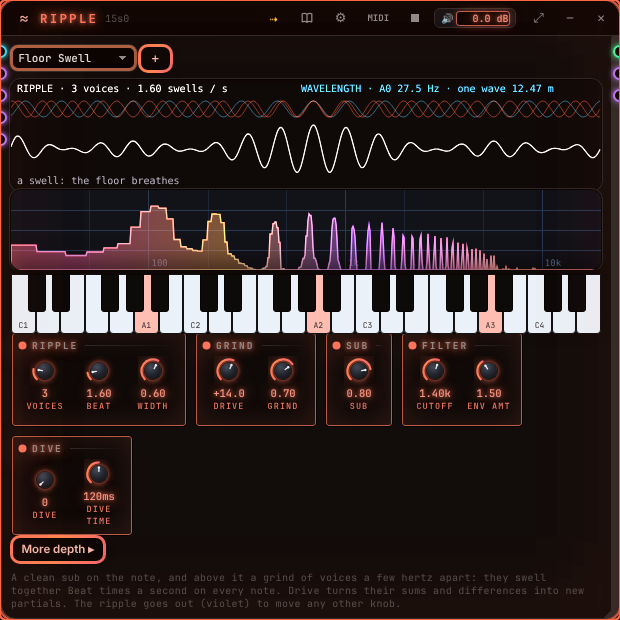 ≈ RIPPLE 15s0 MIDI 0.0 dB
Floor Swell +
RIPPLE · 3 voices · 1.60 swells / s WAVELENGTH · A0 27.5 Hz · one wave 12.47 m
a swell: the floor breathes
100 10k
C1 A1 C2 A2 C3 A3 C4
RIPPLE GRIND SUB FILTER
3 1.60 0.60 +14.0 0.70 0.80 1.40k 1.50
VOICES BEAT WIDTH DRIVE GRIND SUB CUTOFF ENV AMT
DIVE
0 120ms
DIVE DIVE
TIME
More depth ▸
A clean sub on the note, and above it a grind of voices a few hertz apart: they swell
together Beat times a second on every note. Drive turns their sums and differences into new
partials. The ripple goes out (violet) to move any other knob.